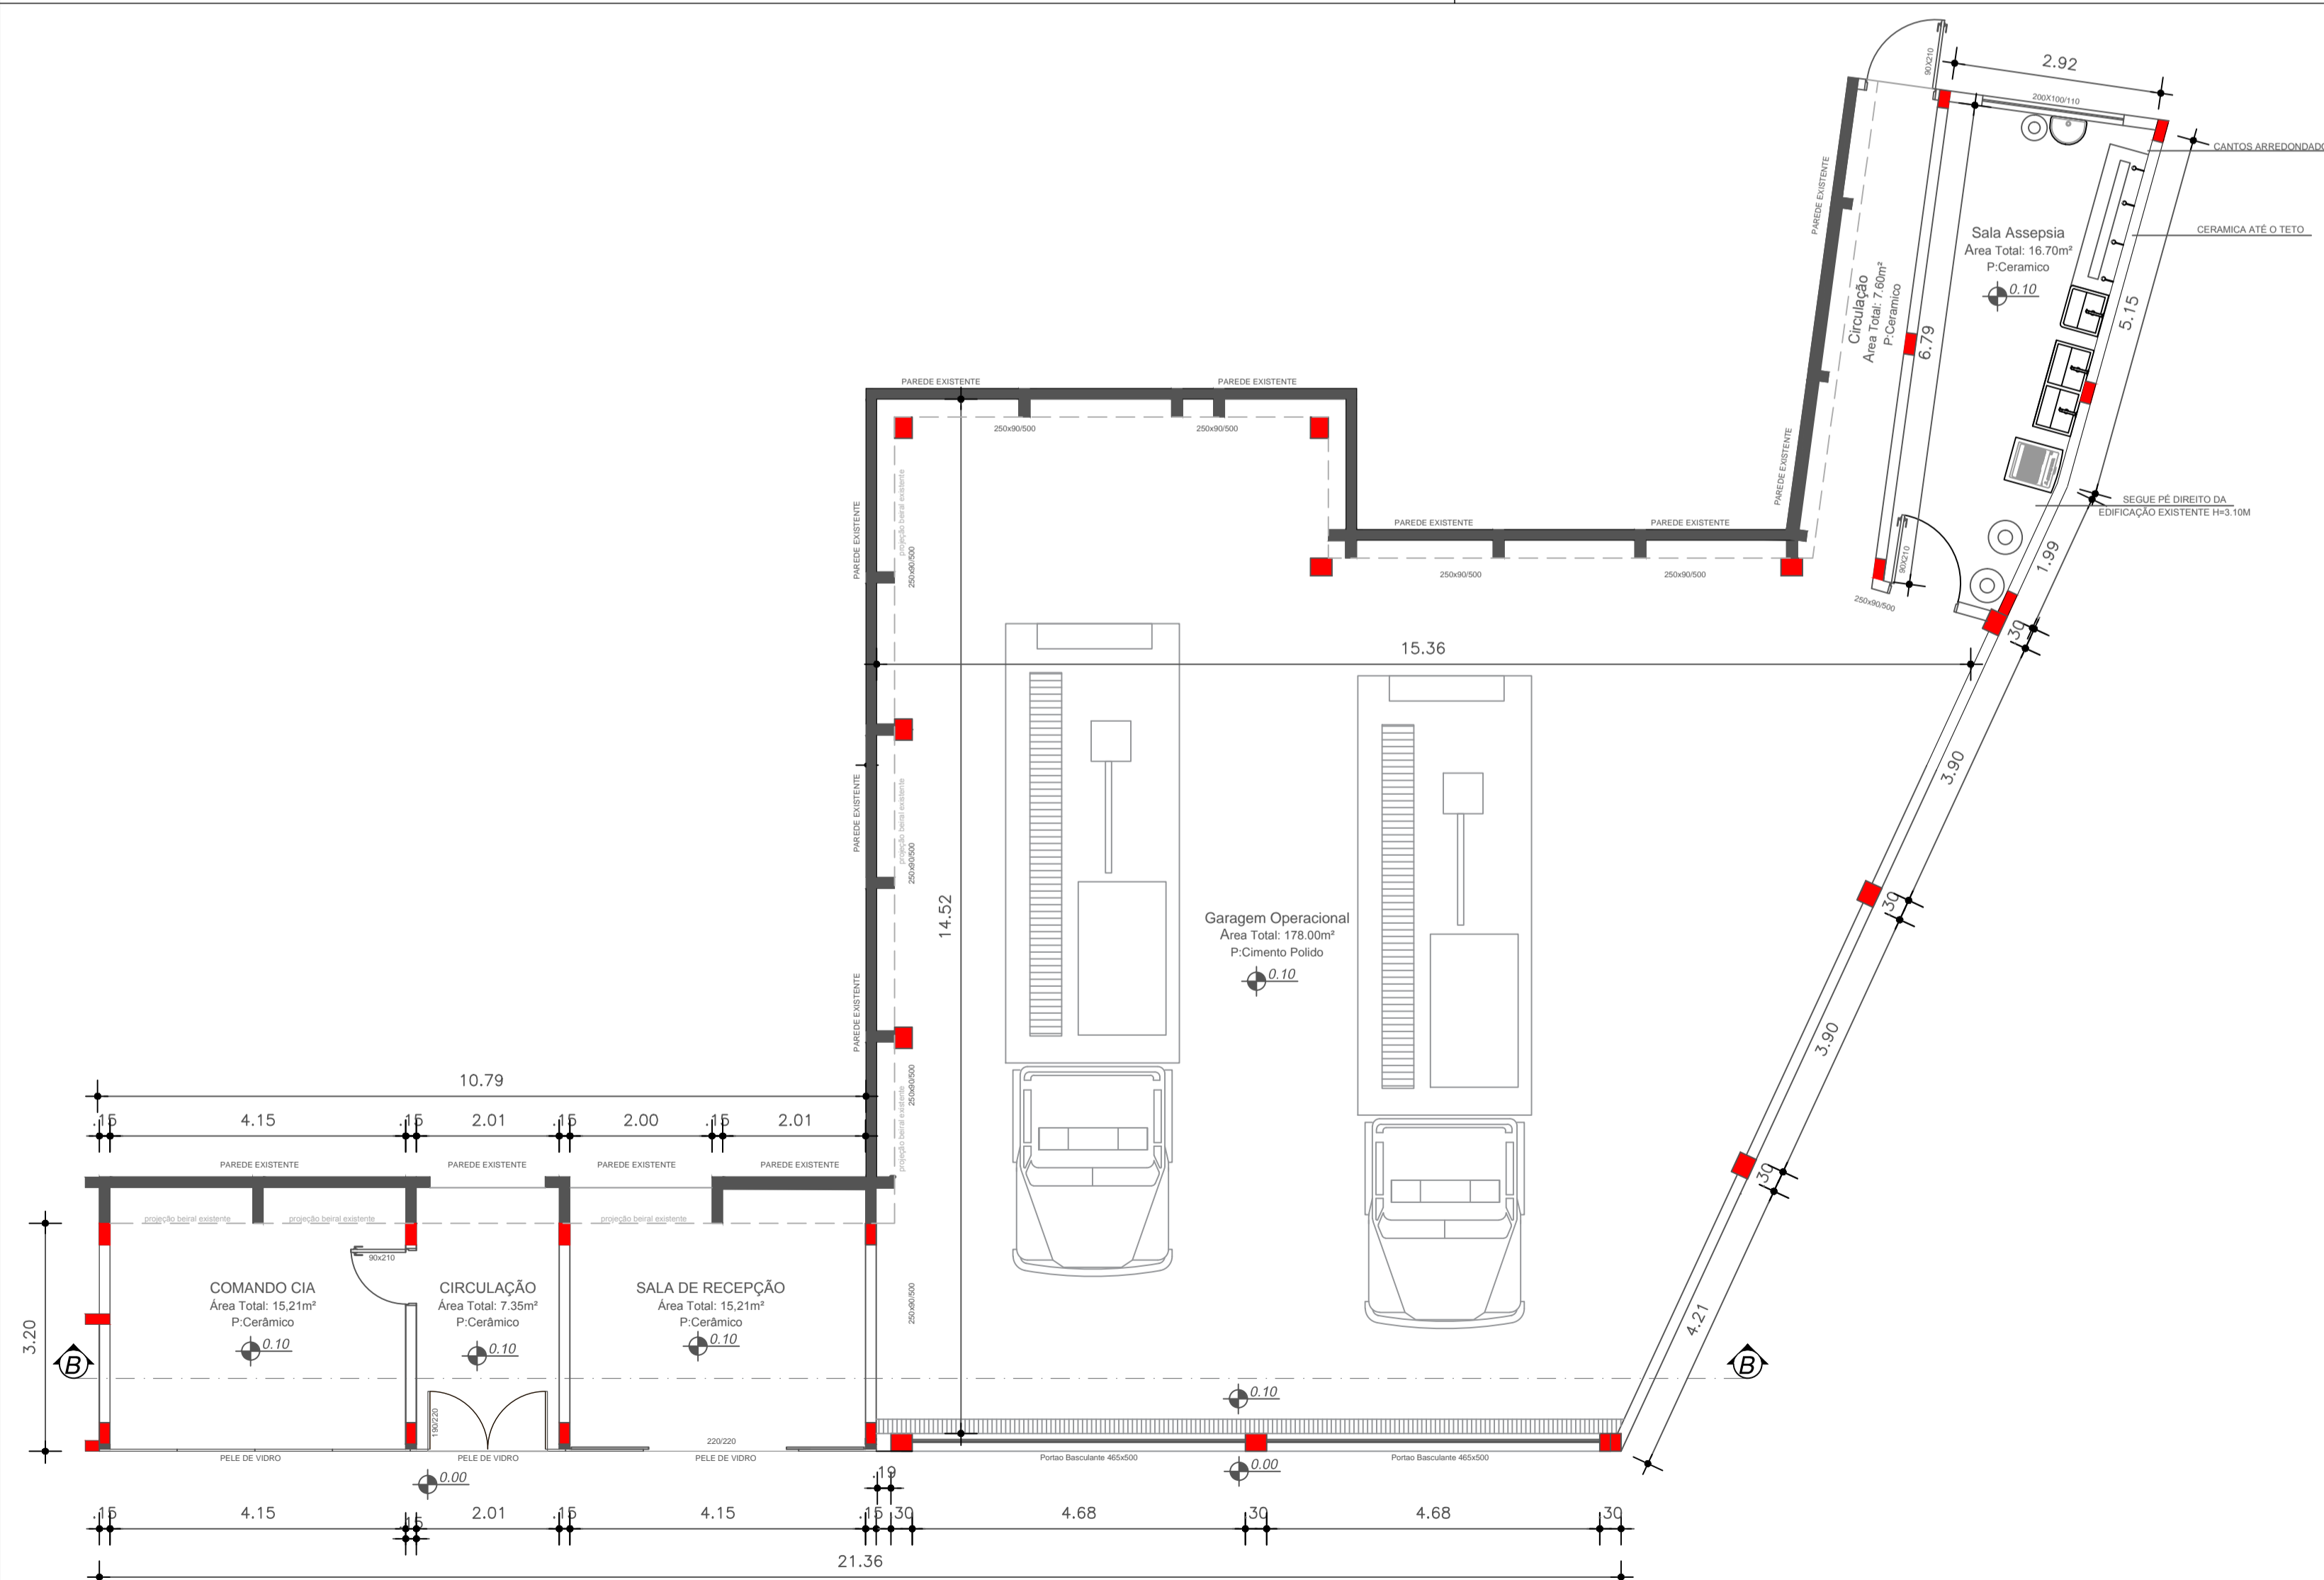 90X210
2.92
200X100/110
CANTOS ARREDONDADO
PAREDE EXISTENTE
CERAMICA ATÉ O TETO
Sala Assepsia
Area Total: 16.70m²
P:Ceramico
0.10
Circulação
Area Total: 7.60m²
P:Ceramico
6.79
5.15
PAREDE EXISTENTE
PAREDE EXISTENTE
250x90/500
250x90/500
PAREDE EXISTENTE
SEGUE PÉ DIREITO DA
EDIFICAÇÃO EXISTENTE H=3.10M
PAREDE EXISTENTE
projeção beiral existente
250x90/500
PAREDE EXISTENTE
PAREDE EXISTENTE
250x90/500
250x90/500
90X210
250x90/500
1.99
.30
15.36
3.90
PAREDE EXISTENTE
projeção beiral existente
250x90/500
14.52
Garagem Operacional
Area Total: 178.00m²
P:Cimento Polido
0.10
.30
3.90
PAREDE EXISTENTE
projeção beiral existente
250x90/500
10.79
.15
4.15
.15
2.01
.15
2.00
.15
2.01
.30
PAREDE EXISTENTE
PAREDE EXISTENTE
PAREDE EXISTENTE
PAREDE EXISTENTE
projeção beiral existente
projeção beiral existente
projeção beiral existente
90x210
COMANDO CIA
Área Total: 15,21m²
P:Cerâmico
0.10
CIRCULAÇÃO
Área Total: 7.35m²
P:Cerâmico
0.10
SALA DE RECEPÇÃO
Área Total: 15,21m²
P:Cerâmico
0.10
250x90/500
4.21
3.20
B
B
0.10
190/220
220/220
PELE DE VIDRO
PELE DE VIDRO
PELE DE VIDRO
Portao Basculante 465x500
Portao Basculante 465x500
0.00
0.00
.19
.15
4.15
.15
2.01
.15
4.15
.15
.30
4.68
.30
4.68
.30
21.36